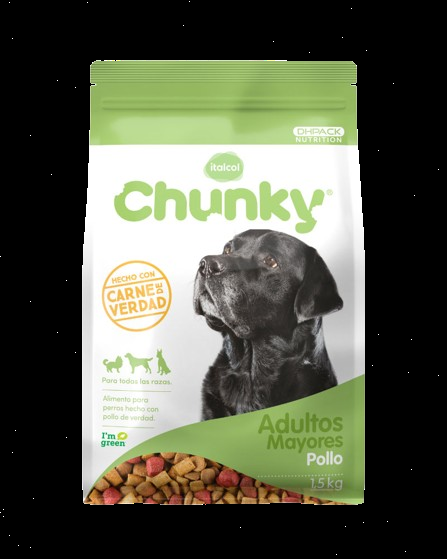 DHPACK
NUTRITION
italcol
Chunky®
HECHO CON
CARNE DE
VERDAD
Para todas las razas.
Alimento para
perros hecho con
pollo de verdad.
I'm
green
Adultos
Mayores
Pollo
1.5 kg